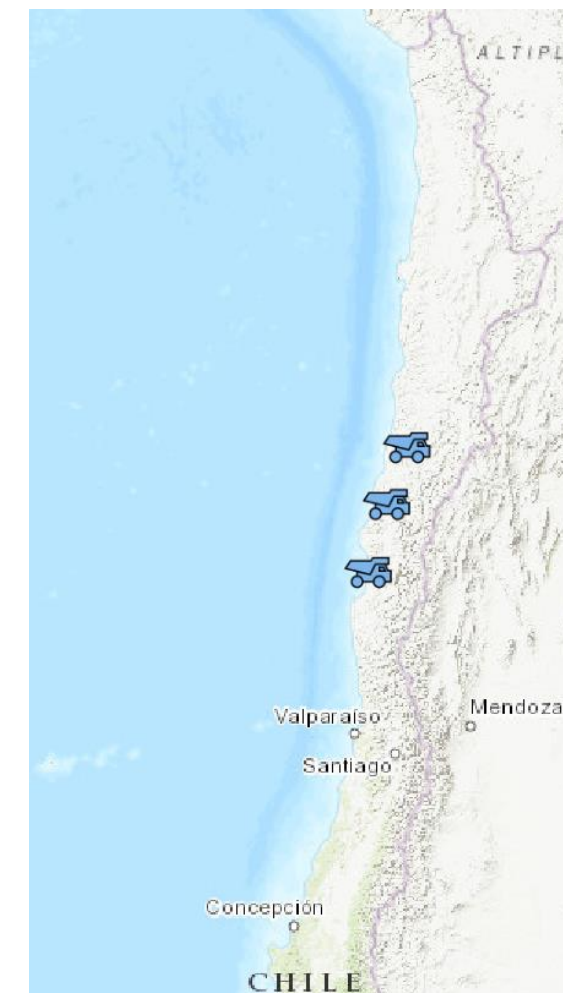 ALTIPL
Valparaíso
Mendoza
Santiago
Concepción
CHILE